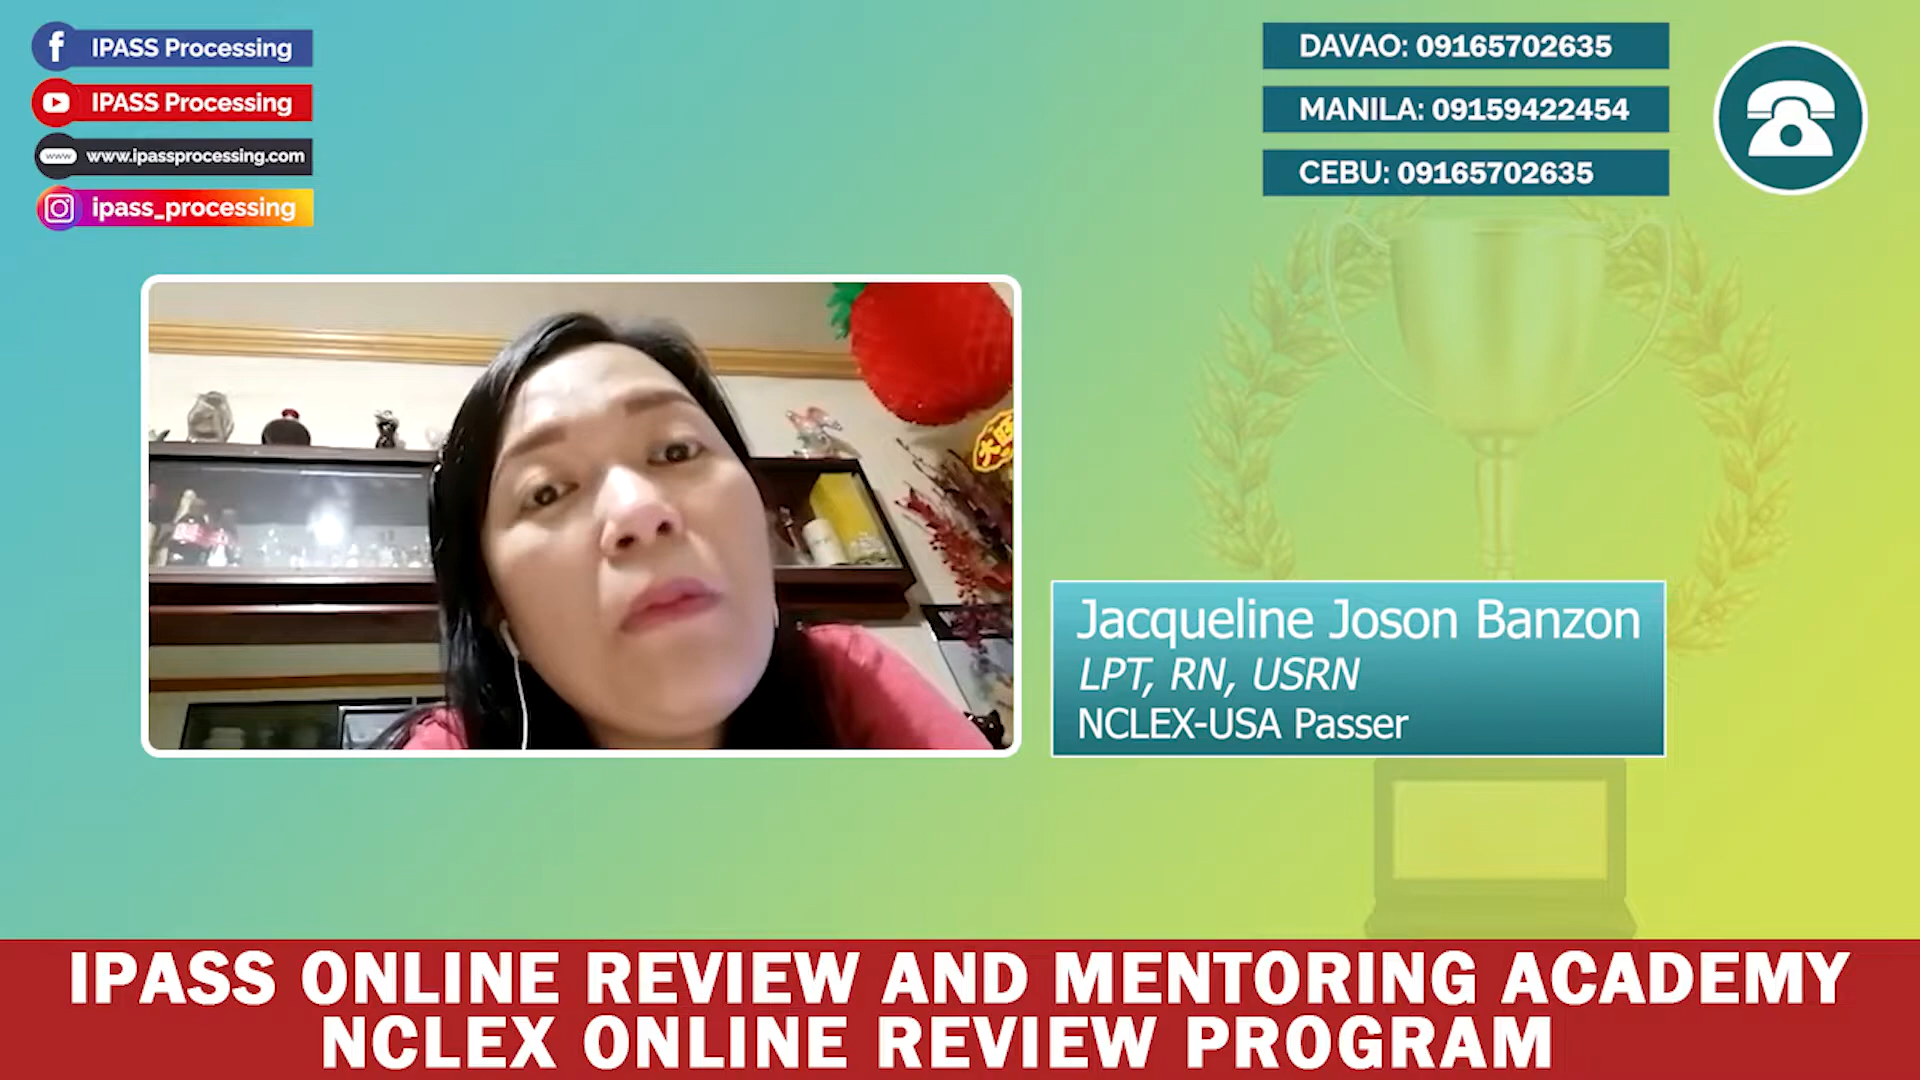 IPASS Processing
IPASS Processing
www
www.ipassprocessing.com
ipass_processing
DAVAO: 09165702635
MANILA: 09159422454
CEBU: 09165702635
Jacqueline Joson Banzon
LPT, RN, USRN
NCLEX-USA Passer
IPASS ONLINE REVIEW AND MENTORING ACADEMY
NCLEX ONLINE REVIEW PROGRAM